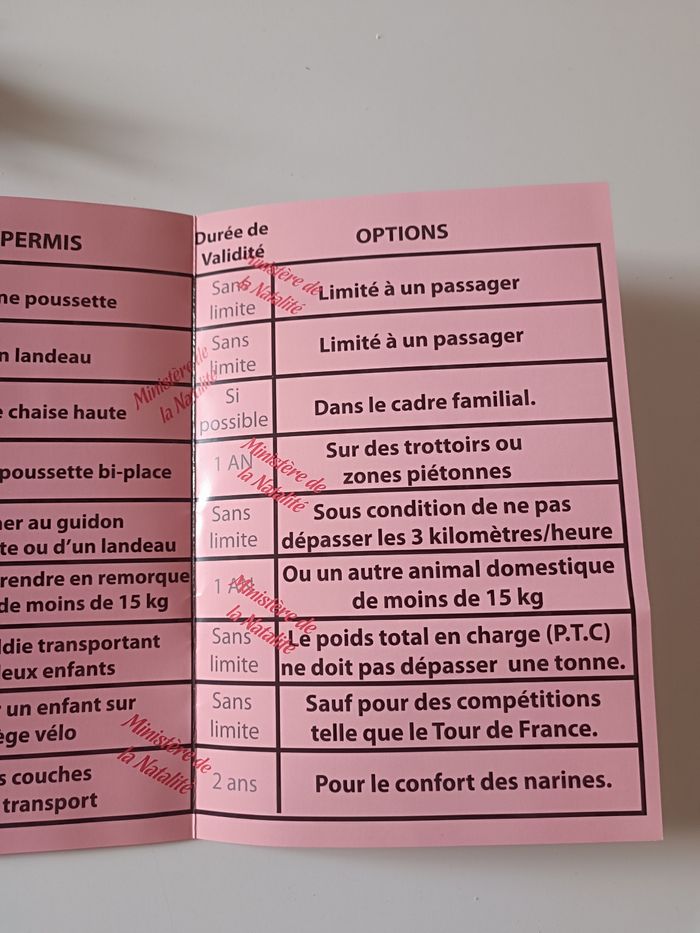 PERMIS
Durée de
Validité
OPTIONS
ne poussette
Sans
limite
Limité à un passager
n landeau
Sans
limite
Limité à un passager
e chaise haute
Si
possible
Dans le cadre familial.
poussette bi-place
1 AN
Sur des trottoirs ou
zones piétonnes
ner au guidon
te ou d'un landeau
Sans
limite
Sous condition de ne pas
dépasser les 3 kilomètres/heure
rendre en remorque
de moins de 15 kg
1 AN
Ou un autre animal domestique
de moins de 15 kg
ddie transportant
deux enfants
Sans
limite
Le poids total en charge (P.T.C)
ne doit pas dépasser une tonne.
r un enfant sur
ège vélo
Sans
limite
Sauf pour des compétitions
telle que le Tour de France.
s couches
transport
2 ans
Pour le confort des narines.
Ministère de
la Natalité
Ministère de
la Natalité
Ministère de
la Natalité
Ministère de
la Natalité
Ministère de
la Natalité